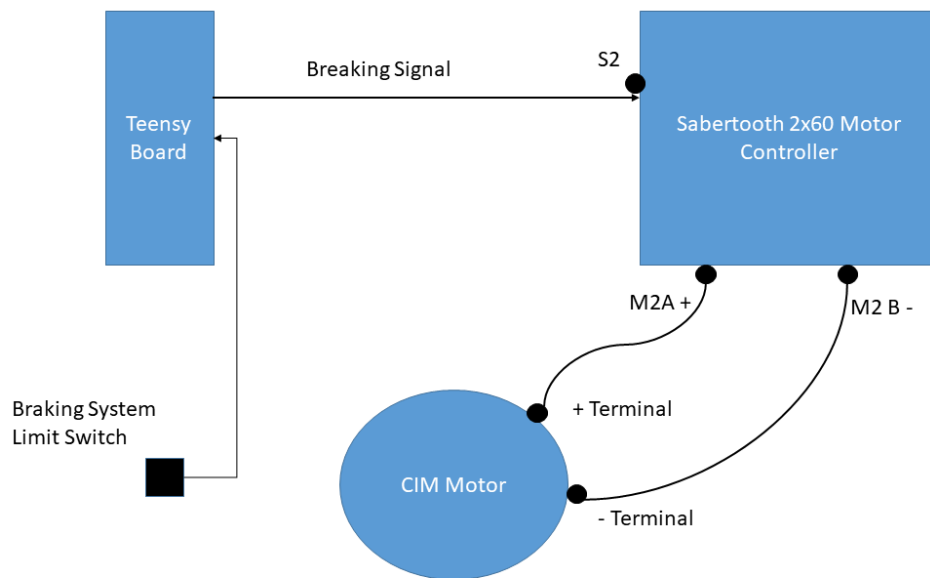 S2
Breaking Signal
Teensy
Board
Sabertooth 2x60 Motor
Controller
M2A +
M2 B -
Braking System
Limit Switch
+ Terminal
CIM Motor
- Terminal